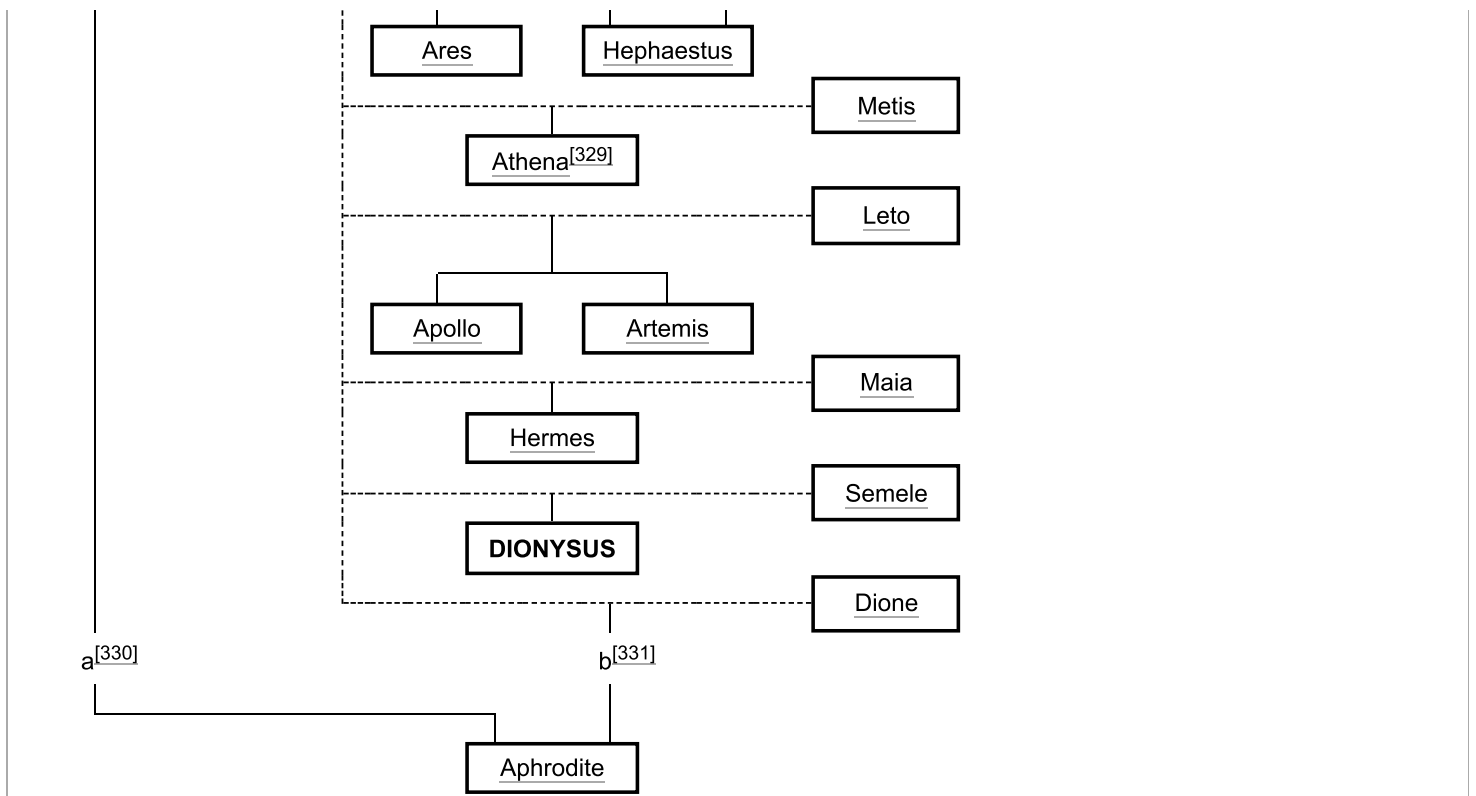 Ares
Hephaestus
Metis
Athena[329]
Leto
Apollo
Artemis
Maia
Hermes
Semele
DIONYSUS
Dione
a[330]
b[331]
Aphrodite